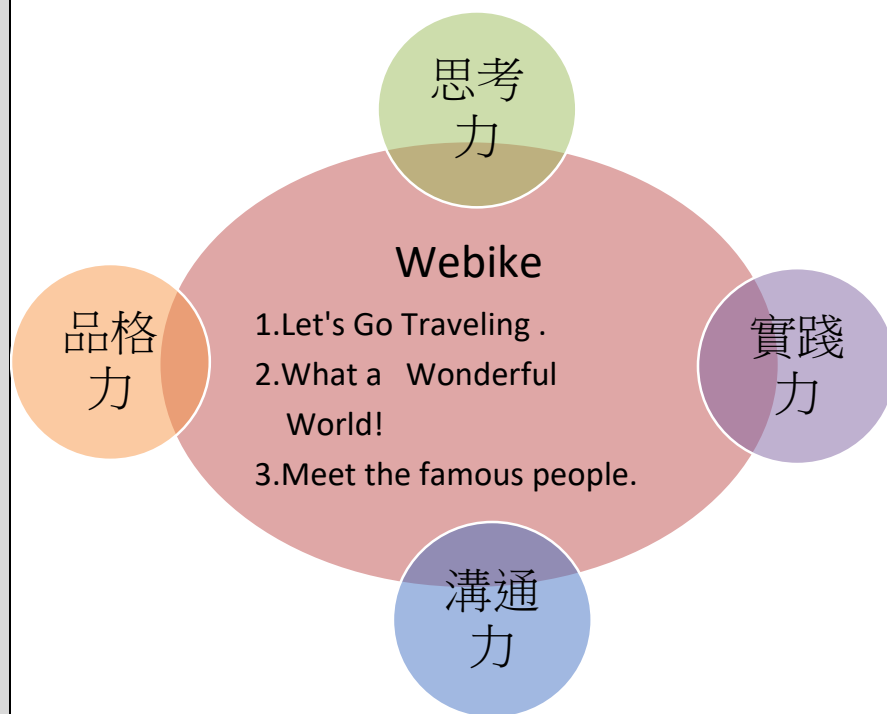 思考
力
Webike
1.Let's Go Traveling .
2.What a   Wonderful
World!
3.Meet the famous people.
品格
力
實踐
力
溝通
力